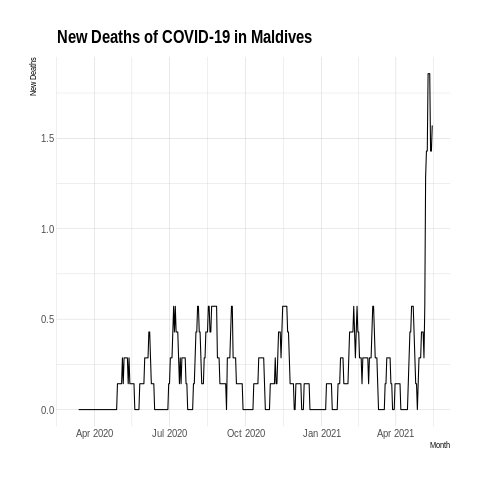 New Deaths of COVID-19 in Maldives
New Deaths
1.5
1.0
0.5
0.0
Apr 2020 Jul 2020 Oct 2020 Jan 2021 Apr 2021
Month